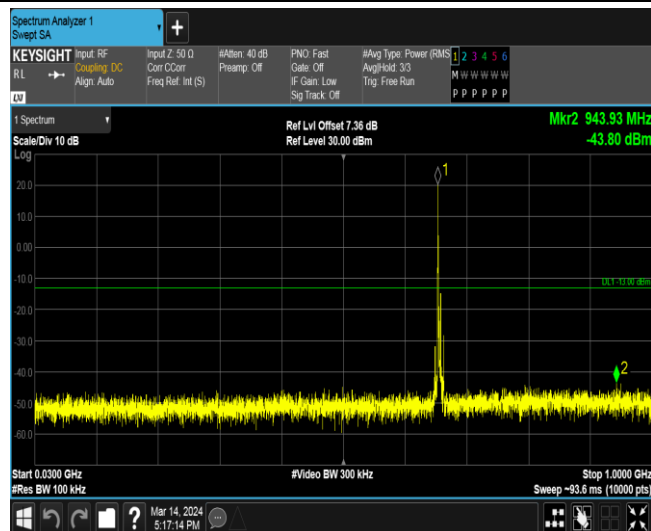 Spectrum Analyzer 1
Swept SA
+
KEYSIGHT
RL
Input: RF
Coupling: DC
Align: Auto
Input Z: 50 Ω
Corr CCorr
Freq Ref: Int (S)
#Atten: 40 dB
Preamp: Off
PNO: Fast
Gate: Off
IF Gain: Low
Sig Track: Off
#Avg Type: Power (RMS
Avg|Hold: 3/3
Trig: Free Run
1 2 3 4 5 6
M W W W W W
P P P P P P
LXI
1 Spectrum
Scale/Div 10 dB
Log
Ref Lvl Offset 7.36 dB
Ref Level 30.00 dBm
Mkr2 943.93 MHz
-43.80 dBm
1
20.0
10.0
0.00
-10.0
DL1 -13.00 dBm
-20.0
-30.0
-40.0
2
-50.0
-60.0
Start 0.0300 GHz
#Res BW 100 kHz
#Video BW 300 kHz
Stop 1.0000 GHz
Sweep ~93.6 ms (10000 pts)
?
Mar 14, 2024
5:17:14 PM